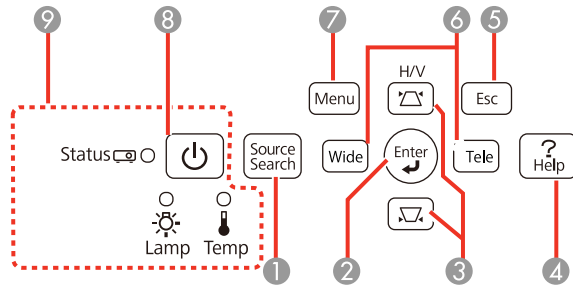 9
8
7
6
5
H/V
Menu
Esc
Status
Source
Search
Wide
Enter
Tele
?
Help
Lamp
Temp
1
2
3
4